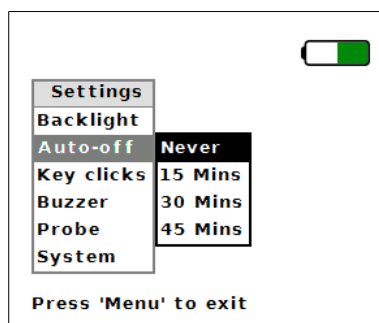 Settings
Backlight
Auto-off Never
Key clicks 15 Mins
Buzzer 30 Mins
Probe 45 Mins
System
Press 'Menu' to exit